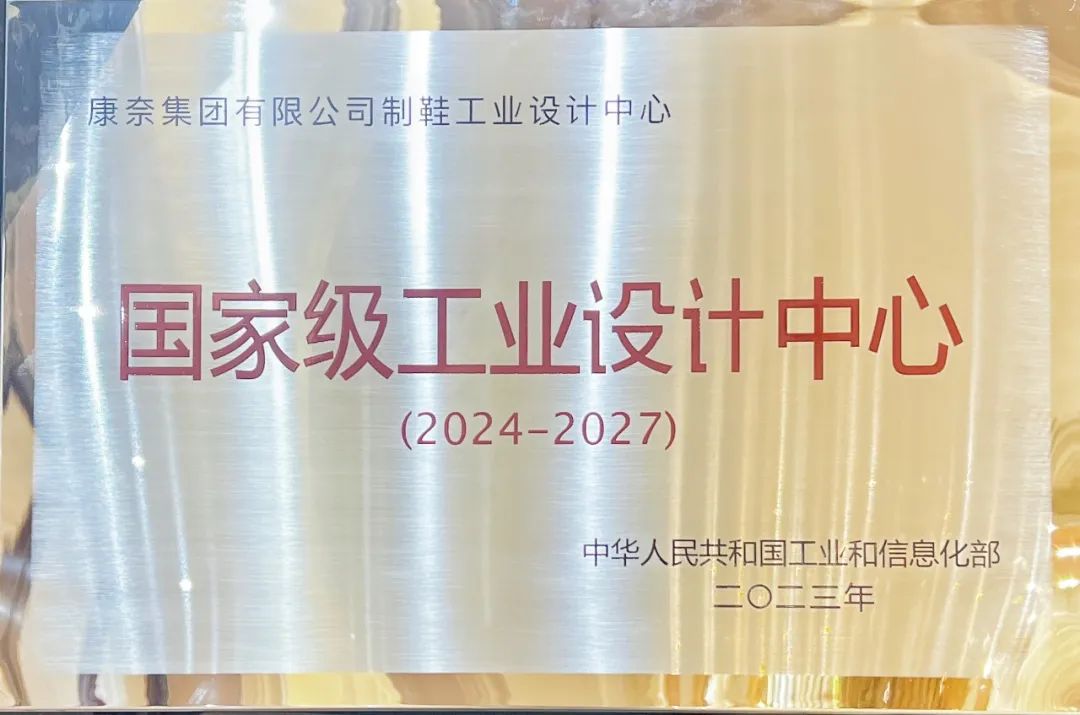 康奈集团有限公司制鞋工业设计中心
国家级工业设计中心
(2024-2027)
中华人民共和国工业和信息化部
二〇二三年